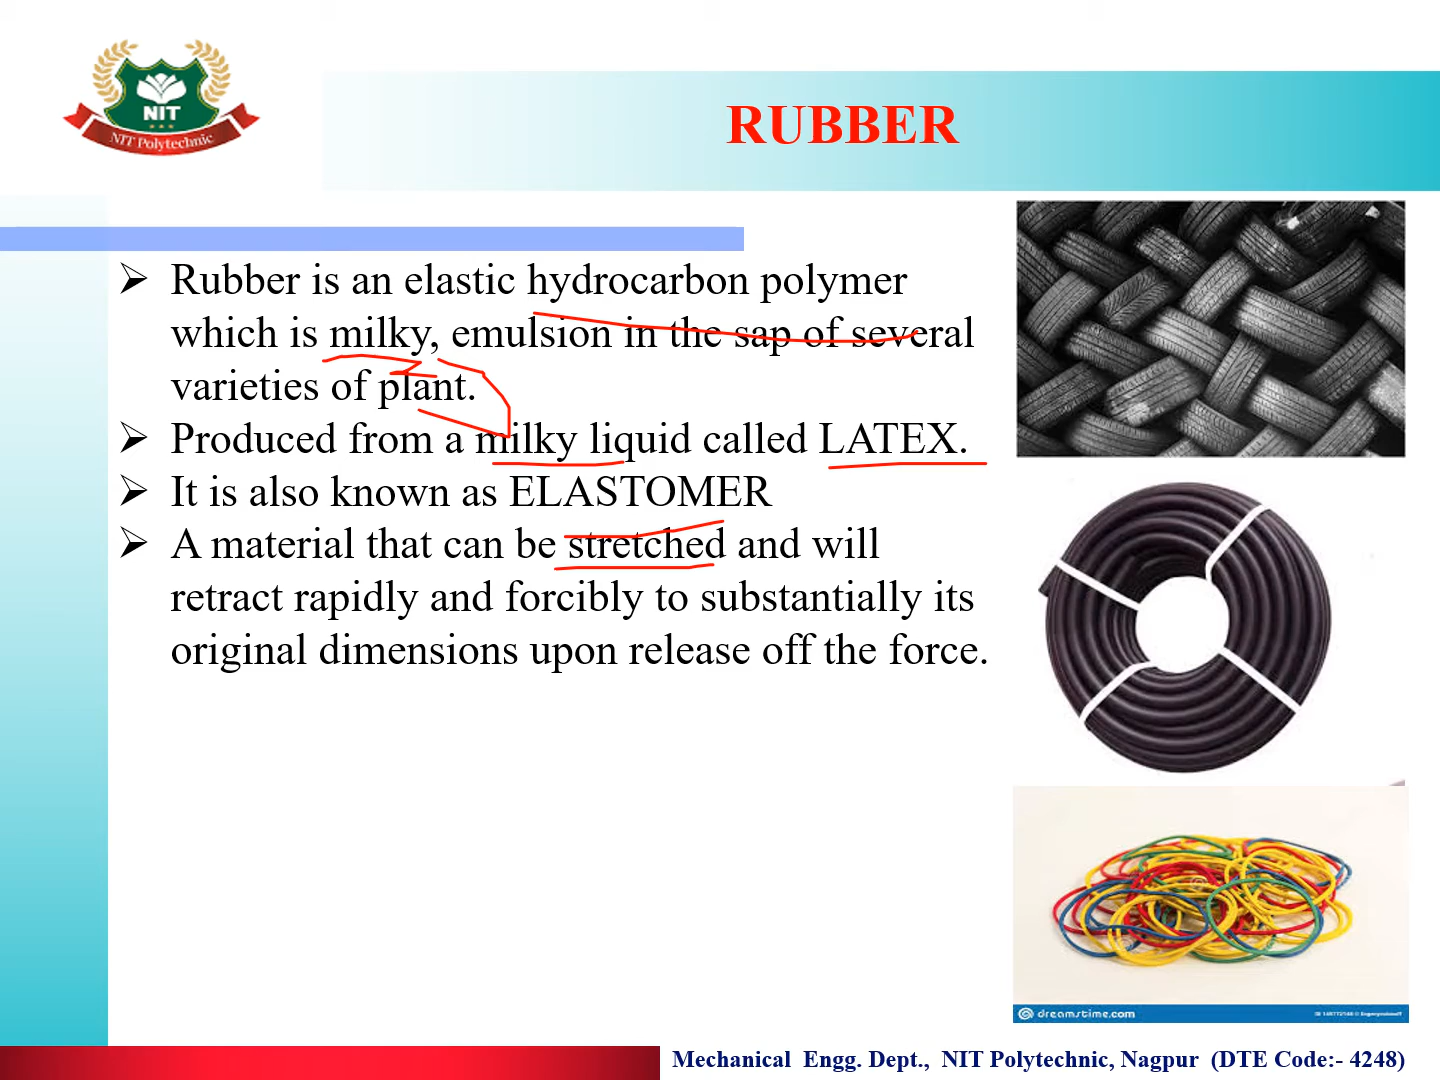 NIT
NIT Polytechnic
RUBBER
➢ Rubber is an elastic hydrocarbon polymer
which is milky, emulsion in the sap of several
varieties of plant.
➢ Produced from a milky liquid called LATEX.
➢ It is also known as ELASTOMER
➢ A material that can be stretched and will
retract rapidly and forcibly to substantially its
original dimensions upon release off the force.
dreamstime.com
Mechanical Engg. Dept., NIT Polytechnic, Nagpur (DTE Code:- 4248)